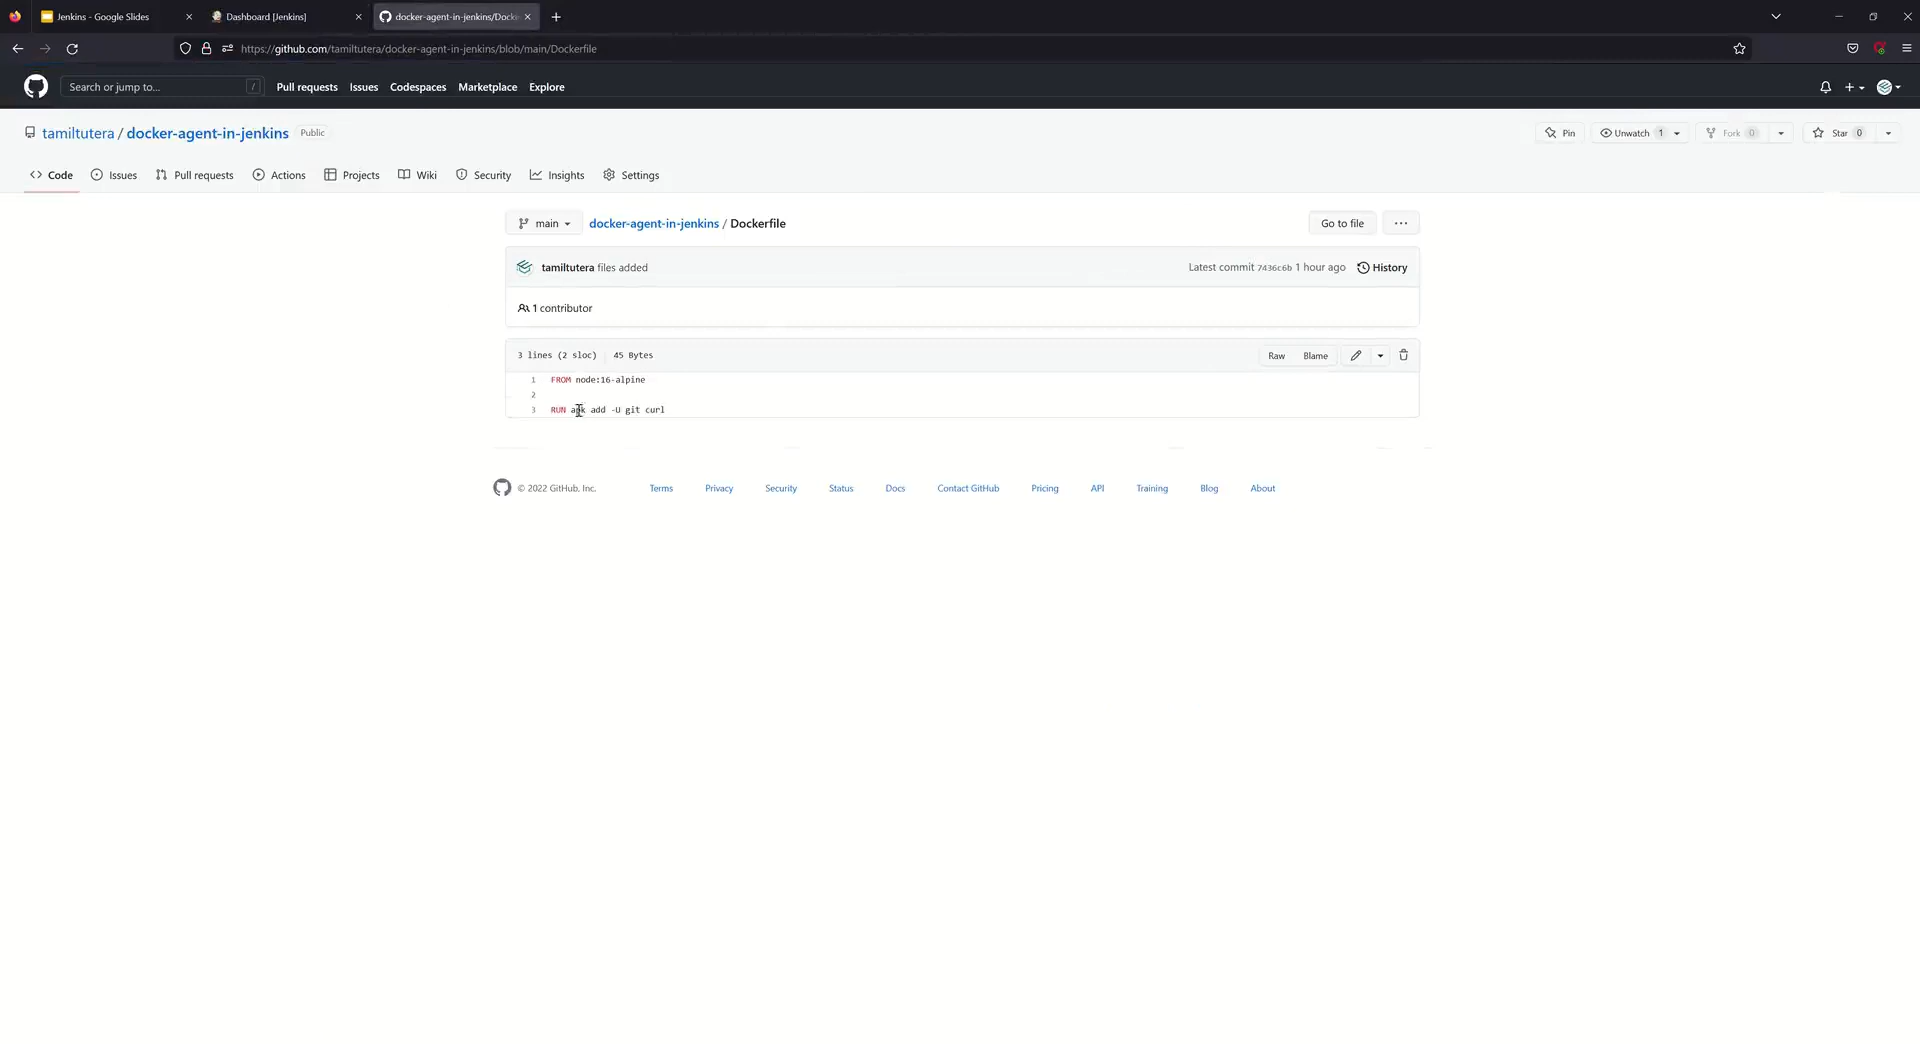 Jenkins - Google Slides
Dashboard [Jenkins]
docker-agent-in-jenkins/Docki
https://github.com/tamiltutera/docker-agent-in-jenkins/blob/main/Dockerfile
Search or jump to... /
Pull requests Issues Codespaces Marketplace Explore
tamiltutera / docker-agent-in-jenkins Public
Pin Unwatch 1 Fork 0 Star 0
Code Issues Pull requests Actions Projects Wiki Security Insights Settings
main docker-agent-in-jenkins / Dockerfile Go to file ...
tamiltutera files added Latest commit 7436c6b 1 hour ago History
1 contributor
3 lines (2 sloc) 45 Bytes Raw Blame
1 FROM node:16-alpine
2
3 RUN apk add -U git curl
© 2022 GitHub, Inc. Terms Privacy Security Status Docs Contact GitHub Pricing API Training Blog About